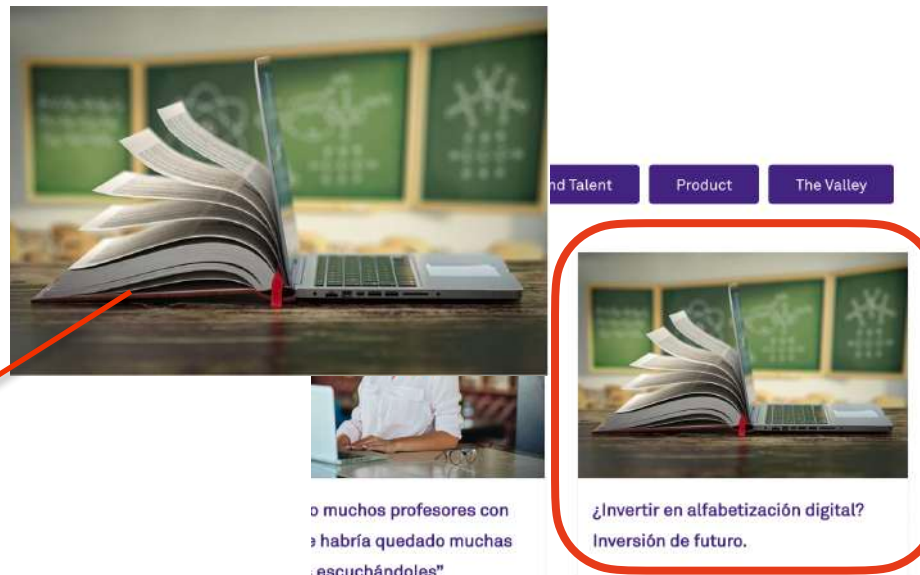 nd Talent
Product
The Valley
o muchos profesores con
habría quedado muchas
escuchándoles”
¿Invertir en alfabetización digital?
Inversión de futuro.